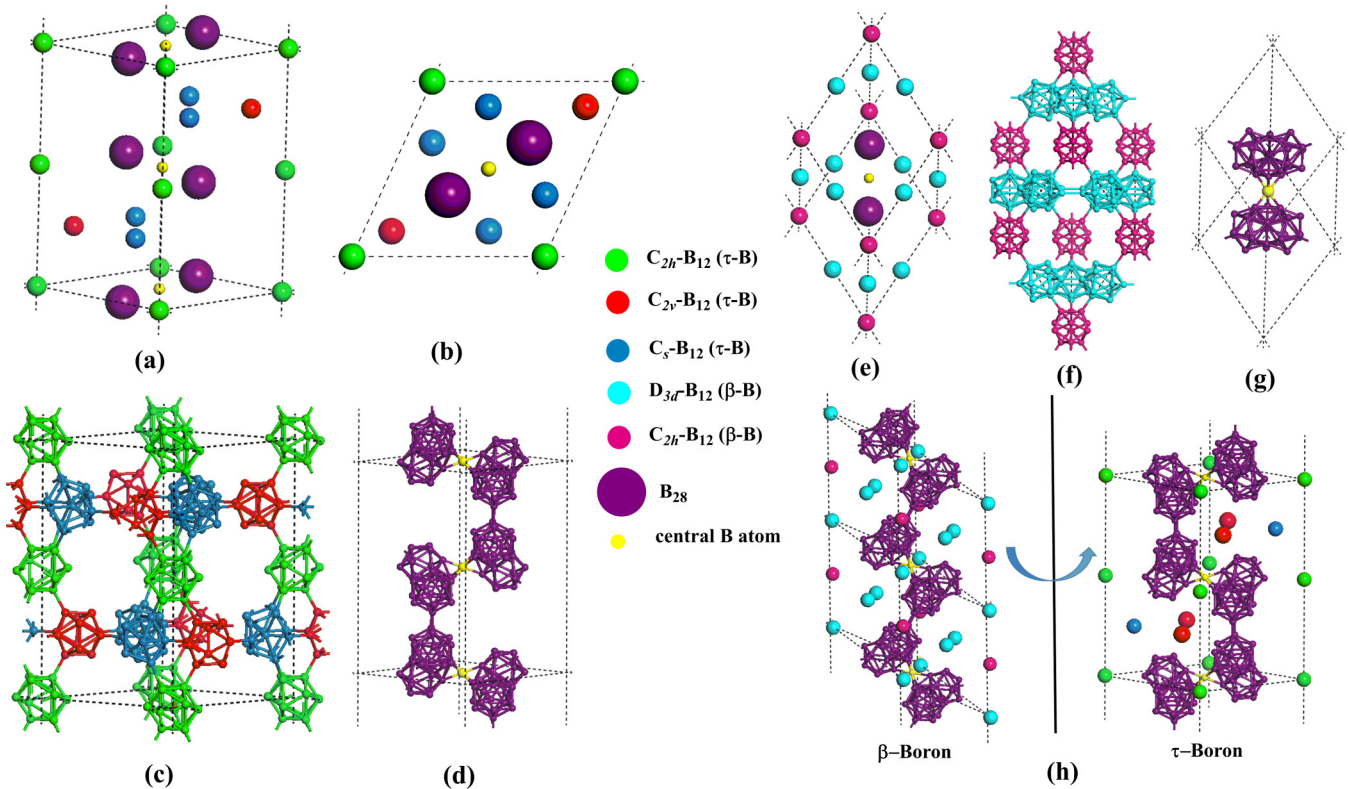 (a)
(b)
C2h-B12 (τ-B)
C2v-B12 (τ-B)
Cs-B12 (τ-B)
D3d-B12 (β-B)
C2h-B12 (β-B)
B28
central B atom
(c)
(d)
(e)
(f)
(g)
β–Boron
τ–Boron
(h)